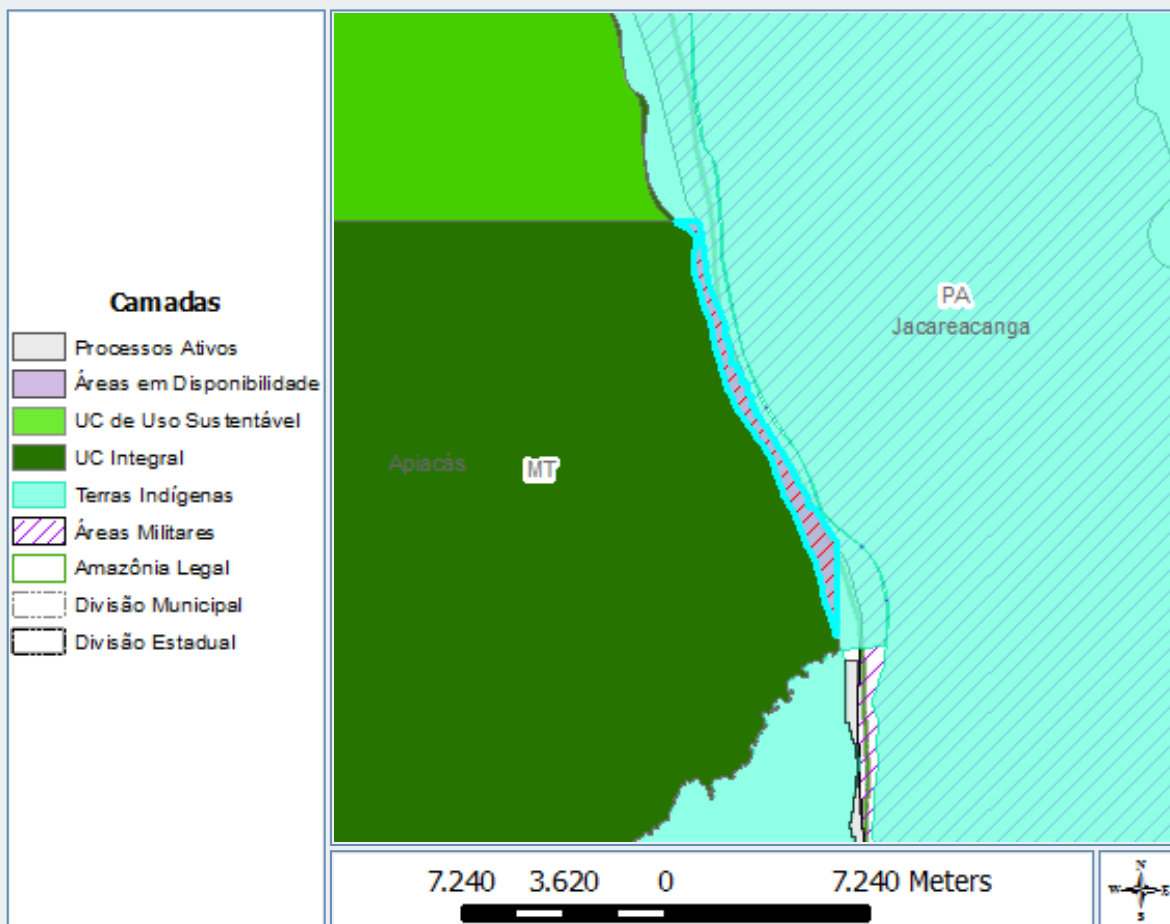 Camadas
Processos Ativos
Áreas em Disponibilidade
UC de Uso Sustentável
UC Integral
Terras Indígenas
Áreas Militares
Amazônia Legal
Divisão Municipal
Divisão Estadual
PA
Jacareacanga
Apiacás
MT
7.240 3.620 0 7.240 Meters
N
W E
S